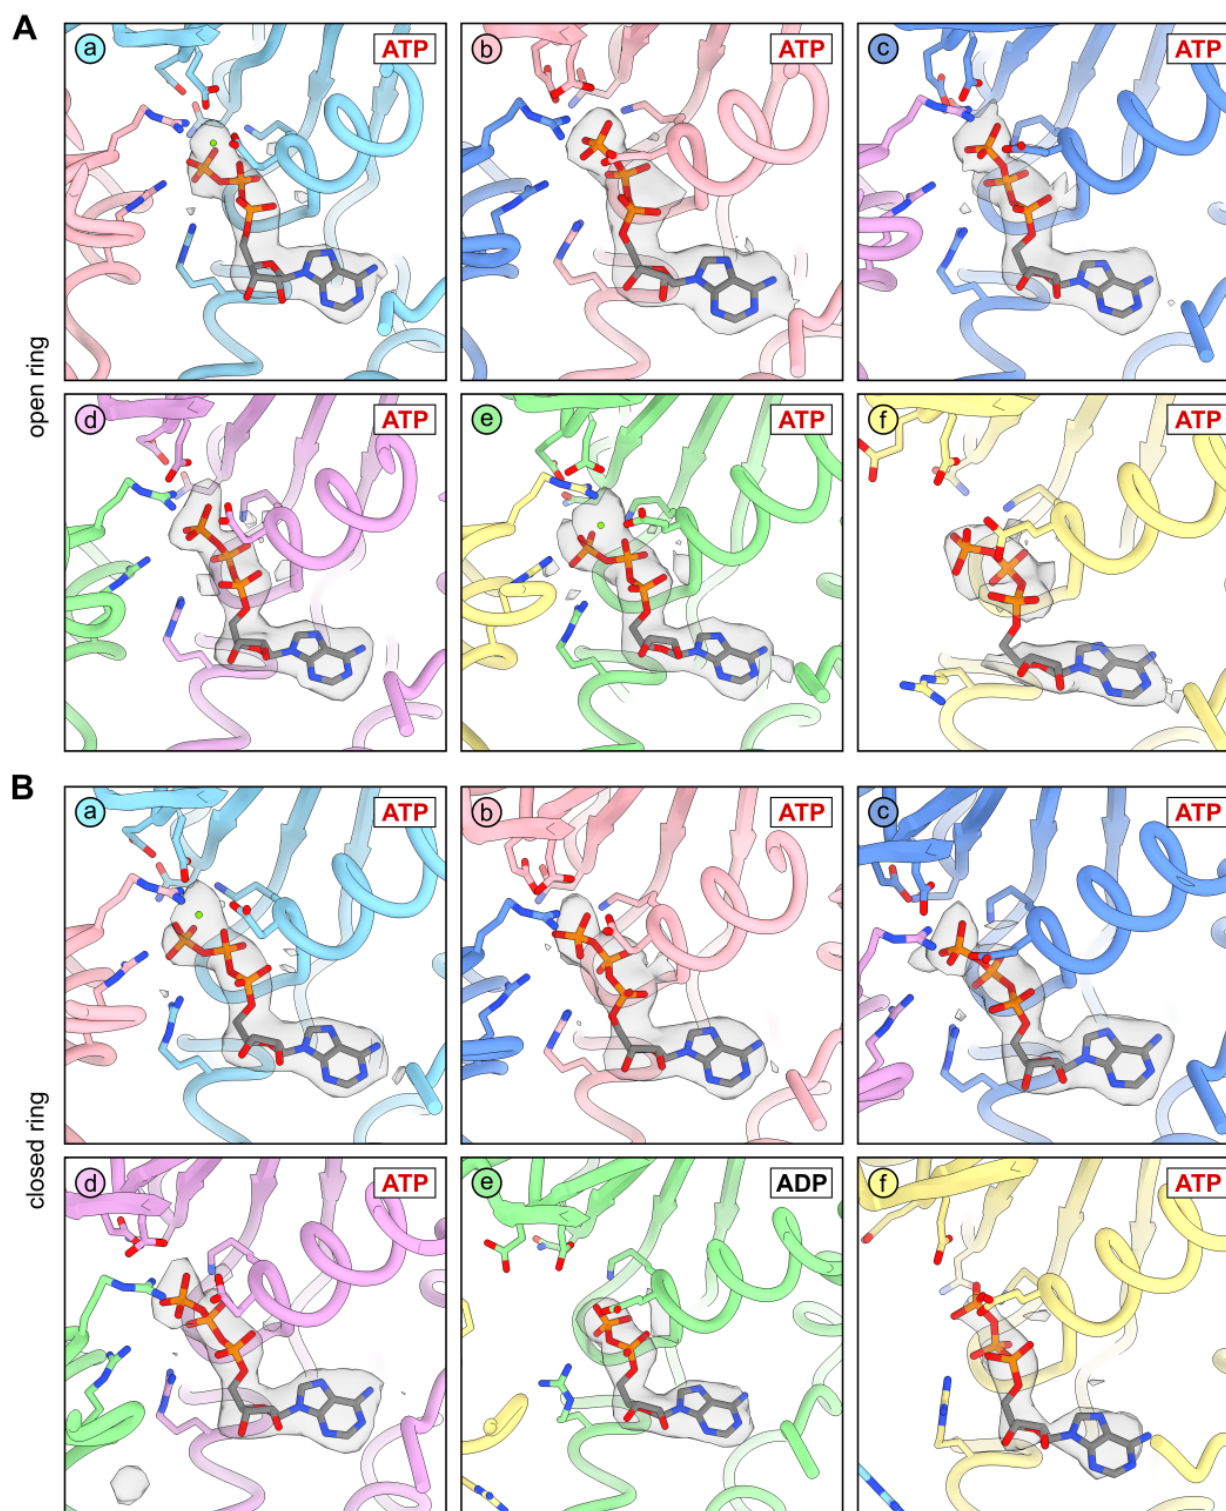 A
a ATP
b ATP
c ATP
open ring
d ATP
e ATP
f ATP
B
a ATP
b ATP
c ATP
closed ring
d ATP
e ADP
f ATP